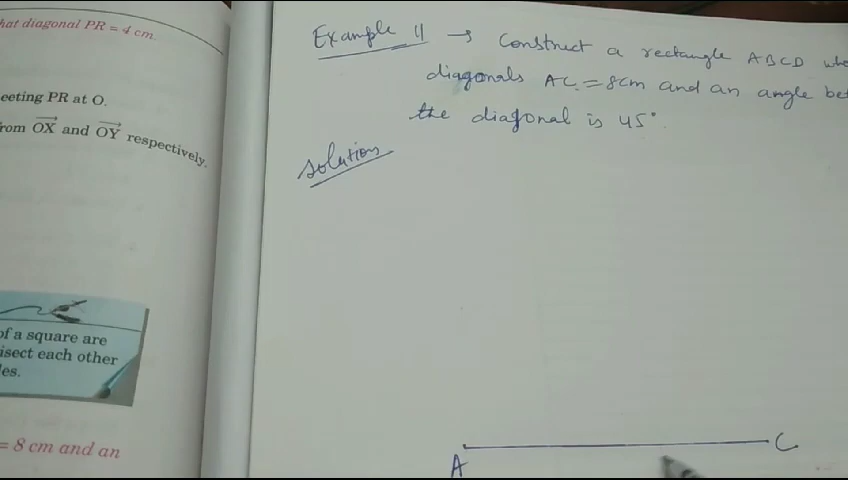 hat diagonal PR = 4 cm.
eeting PR at O.
rom OX and OY respectively.
of a square are
isect each other
les.
= 8 cm and an
Example 11 → Construct a rectangle ABCD who
diagonals AC = 8cm and an angle bet
the diagonal is 45°.
Solution
A C